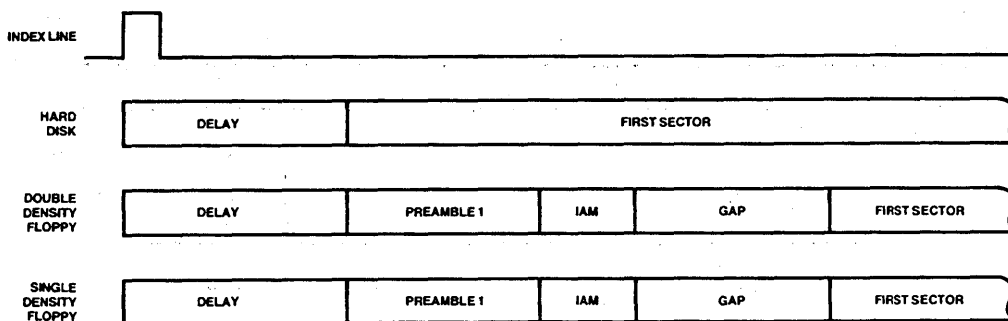 INDEX LINE
HARD
DISK
DELAY
FIRST SECTOR
DOUBLE
DENSITY
FLOPPY
DELAY
PREAMBLE 1
IAM
GAP
FIRST SECTOR
SINGLE
DENSITY
FLOPPY
DELAY
PREAMBLE 1
IAM
GAP
FIRST SECTOR